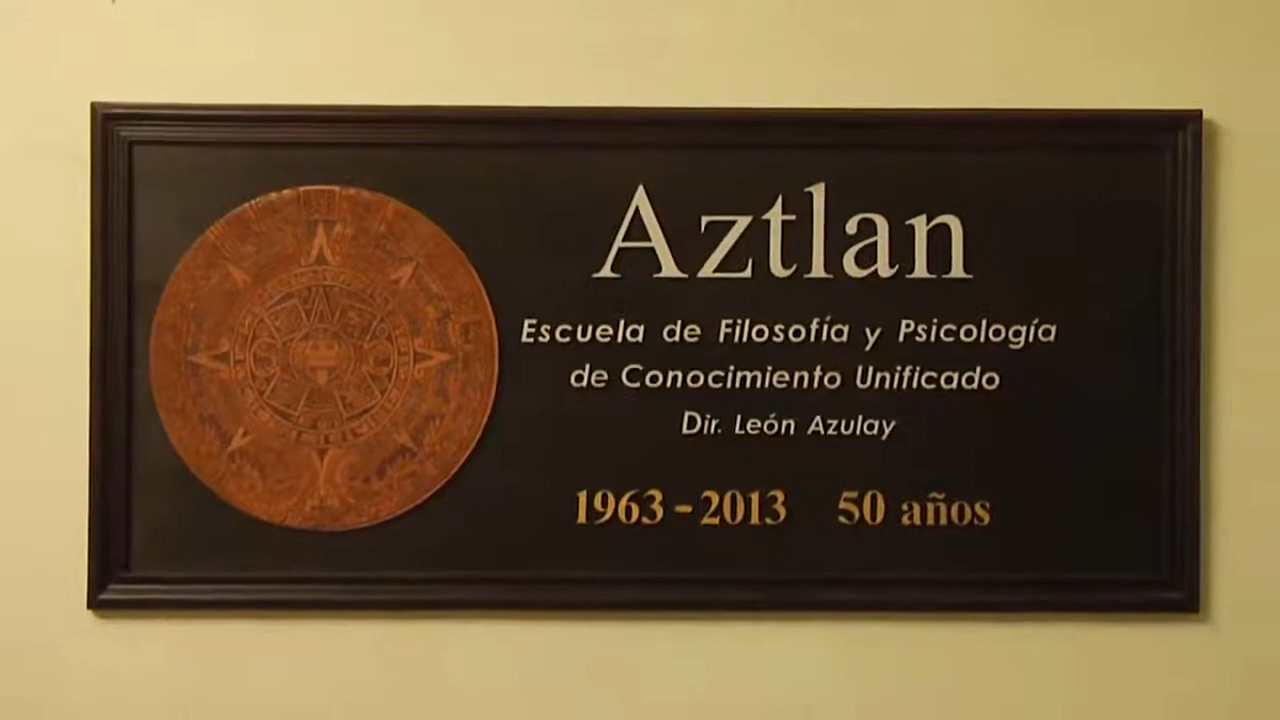 Aztlan
Escuela de Filosofía y Psicología
de Conocimiento Unificado
Dir. León Azulay
1963-2013 50 años